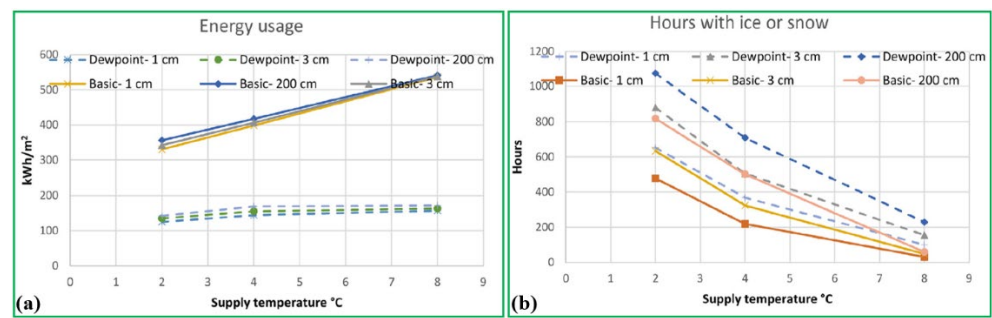 Energy usage
600
Dewpoint- 1 cm Dewpoint- 3 cm Dewpoint- 200 cm
500
Basic- 1 cm Basic- 200 cm Basic- 3 cm
400
300
200
100
0
kWh/m²
0 1 2 3 4 5 6 7 8 9
Supply temperature °C
(a)
Hours with ice or snow
1200
Dewpoint- 1 cm Dewpoint- 3 cm Dewpoint- 200 cm
1000
Basic- 1 cm Basic- 3 cm Basic- 200 cm
800
600
400
200
0
Hours
0 1 2 3 4 5 6 7 8 9
Supply temperature °C
(b)